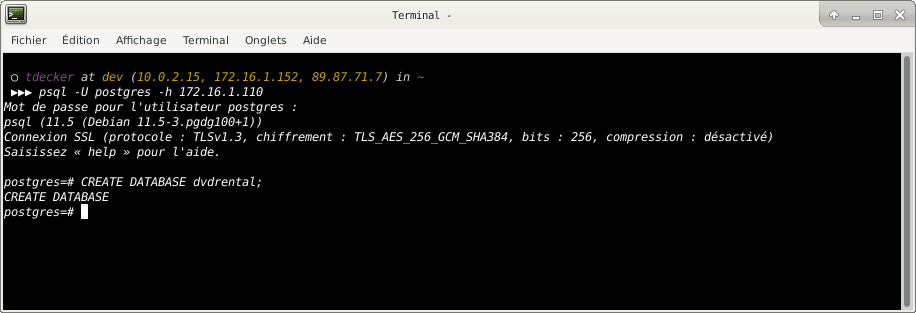 Terminal -
Fichier Édition Affichage Terminal Onglets Aide
○ tdecker at dev (10.0.2.15, 172.16.1.152, 89.87.71.7) in ~
▶▶▶ psql -U postgres -h 172.16.1.110
Mot de passe pour l'utilisateur postgres :
psql (11.5 (Debian 11.5-3.pgdg100+1))
Connexion SSL (protocole : TLSv1.3, chiffrement : TLS_AES_256_GCM_SHA384, bits : 256, compression : désactivé)
Saisissez « help » pour l'aide.
postgres=# CREATE DATABASE dvdrental;
CREATE DATABASE
postgres=#